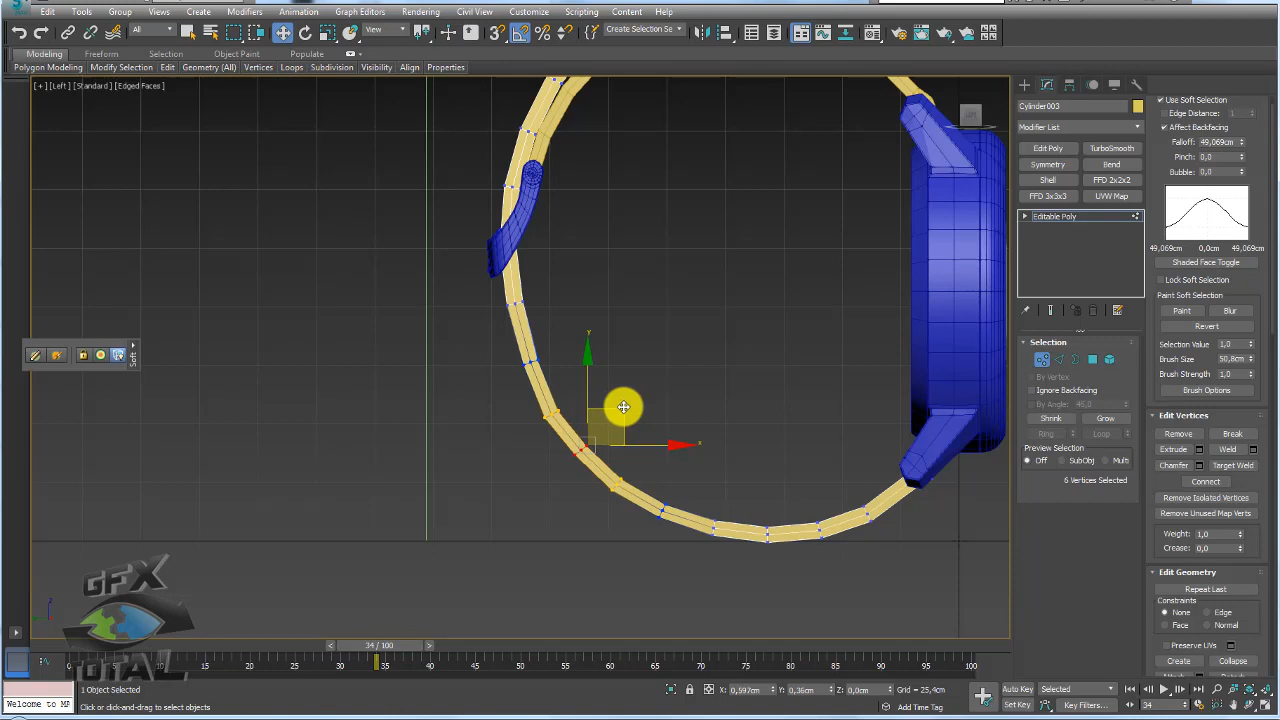 Edit Tools Group Views Create Modifiers Animation Graph Editors Rendering Civil View Customize Scripting Content Help
All View Create Selection Se
Modeling Freeform Selection Object Paint Populate
Polygon Modeling Modify Selection Edit Geometry (All) Vertices Loops Subdivision Visibility Align Properties
[ + ] [Left ] [Standard ] [Edged Faces ]
Soft
y
x
z
GFX
TOTAL
Cylinder003
Modifier List
Edit Poly TurboSmooth
Symmetry Bend
Shell FFD 2x2x2
FFD 3x3x3 UVW Map
Editable Poly
Selection
By Vertex
Ignore Backfacing
By Angle: 45,0
Shrink Grow
Ring Loop
Preview Selection
Off SubObj Multi
6 Vertices Selected
Use Soft Selection
Edge Distance: 1
Affect Backfacing
Falloff: 49,069cm
Pinch: 0,0
Bubble: 0,0
49,069cm 0,0cm 49,069cm
Shaded Face Toggle
Lock Soft Selection
Paint Soft Selection
Paint Blur
Revert
Selection Value 1,0
Brush Size 50,8cm
Brush Strength 1,0
Brush Options
Edit Vertices
Remove Break
Extrude Weld
Chamfer Target Weld
Connect
Remove Isolated Vertices
Remove Unused Map Verts
Weight: 1,0
Crease: 0,0
Edit Geometry
Repeat Last
Constraints
None Edge
Face Normal
Preserve UVs
Create Collapse
34 / 100
0 5 15 20 25 30 35 40 45 50 55 60 65 70 75 80 85 90 95 100
1 Object Selected
X: 0,597cm Y: 0,36cm Z: 0,0cm Grid = 25,4cm
Auto Key Selected
Welcome to M
Click or click-and-drag to select objects
Add Time Tag
Set Key Key Filters...
34